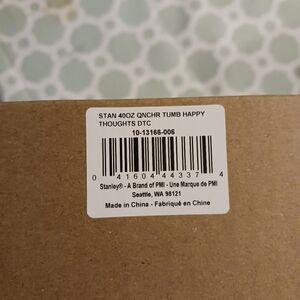 STAN 40OZ QNCHR TUMB HAPPY
THOUGHTS DTC
10-13166-006
0 41604 44337 4
Stanley® - A Brand of PMI - Une Marque de PMI
Seattle, WA 98121
Made in China - Fabriqué en Chine